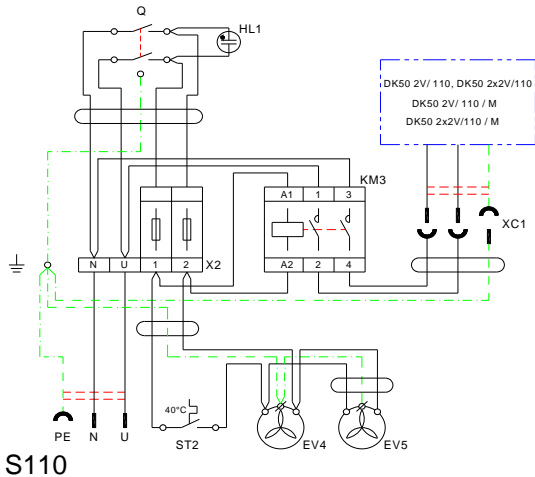 Q
HL1
DK50 2V/ 110, DK50 2x2V/110
DK50 2V/ 110 / M
DK50 2x2V/110 / M
KM3
A1 1 3
XC1
N U 1 2 X2
A2 2 4
40°C
PE N U ST2 EV4 EV5
S110